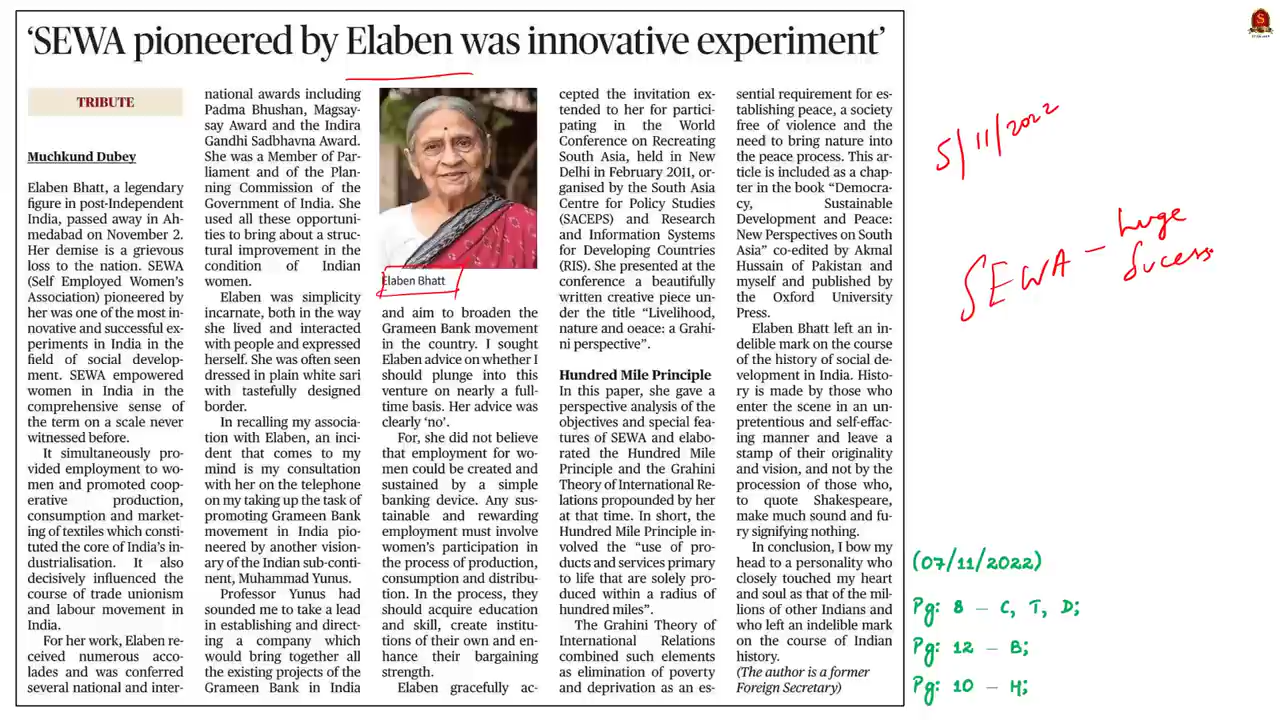 ‘SEWA pioneered by Elaben was innovative experiment’
TRIBUTE
Muchkund Dubey
Elaben Bhatt, a legendary
figure in post-Independent
India, passed away in Ah-
medabad on November 2.
Her demise is a grievous
loss to the nation. SEWA
(Self Employed Women’s
Association) pioneered by
her was one of the most in-
novative and successful ex-
periments in India in the
field of social develop-
ment. SEWA empowered
women in India in the
comprehensive sense of
the term on a scale never
witnessed before.
It simultaneously pro-
vided employment to wo-
men and promoted coop-
erative production,
consumption and market-
ing of textiles which consti-
tuted the core of India’s in-
dustrialisation. It also
decisively influenced the
course of trade unionism
and labour movement in
India.
For her work, Elaben re-
ceived numerous acco-
lades and was conferred
several national and inter-
national awards including
Padma Bhushan, Magsay-
say Award and the Indira
Gandhi Sadbhavna Award.
She was a Member of Par-
liament and of the Plan-
ning Commission of the
Government of India. She
used all these opportuni-
ties to bring about a struc-
tural improvement in the
condition of Indian
women.
Elaben was simplicity
incarnate, both in the way
she lived and interacted
with people and expressed
herself. She was often seen
dressed in plain white sari
with tastefully designed
border.
In recalling my associa-
tion with Elaben, an inci-
dent that comes to my
mind is my consultation
with her on the telephone
on my taking up the task of
promoting Grameen Bank
movement in India pio-
neered by another vision-
ary of the Indian sub-conti-
nent, Muhammad Yunus.
Professor Yunus had
sounded me to take a lead
in establishing and direct-
ing a company which
would bring together all
the existing projects of the
Grameen Bank in India
Elaben Bhatt
and aim to broaden the
Grameen Bank movement
in the country. I sought
Elaben advice on whether I
should plunge into this
venture on nearly a full-
time basis. Her advice was
clearly ‘no’.
For, she did not believe
that employment for wo-
men could be created and
sustained by a simple
banking device. Any sus-
tainable and rewarding
employment must involve
women’s participation in
the process of production,
consumption and distribu-
tion. In the process, they
should acquire education
and skill, create institu-
tions of their own and en-
hance their bargaining
strength.
Elaben gracefully ac-
cepted the invitation ex-
tended to her for partici-
pating in the World
Conference on Recreating
South Asia, held in New
Delhi in February 2011, or-
ganised by the South Asia
Centre for Policy Studies
(SACEPS) and Research
and Information Systems
for Developing Countries
(RIS). She presented at the
conference a beautifully
written creative piece un-
der the title “Livelihood,
nature and oeace: a Grahi-
ni perspective”.
Hundred Mile Principle
In this paper, she gave a
perspective analysis of the
objectives and special fea-
tures of SEWA and elabo-
rated the Hundred Mile
Principle and the Grahini
Theory of International Re-
lations propounded by her
at that time. In short, the
Hundred Mile Principle in-
volved the “use of pro-
ducts and services primary
to life that are solely pro-
duced within a radius of
hundred miles”.
The Grahini Theory of
International Relations
combined such elements
as elimination of poverty
and deprivation as an es-
sential requirement for es-
tablishing peace, a society
free of violence and the
need to bring nature into
the peace process. This ar-
ticle is included as a chap-
ter in the book “Democra-
cy, Sustainable
Development and Peace:
New Perspectives on South
Asia” co-edited by Akmal
Hussain of Pakistan and
myself and published by
the Oxford University
Press.
Elaben Bhatt left an in-
delible mark on the course
of the history of social de-
velopment in India. Histo-
ry is made by those who
enter the scene in an un-
pretentious and self-effac-
ing manner and leave a
stamp of their originality
and vision, and not by the
procession of those who,
to quote Shakespeare,
make much sound and fu-
ry signifying nothing.
In conclusion, I bow my
head to a personality who
closely touched my heart
and soul as that of the mil-
lions of other Indians and
who left an indelible mark
on the course of Indian
history.
(The author is a former
Foreign Secretary)
5/11/2022
SEWA – huge
Sucess
(07/11/2022)
Pg: 8 – C, T, D;
Pg: 12 – B;
Pg: 10 – H;